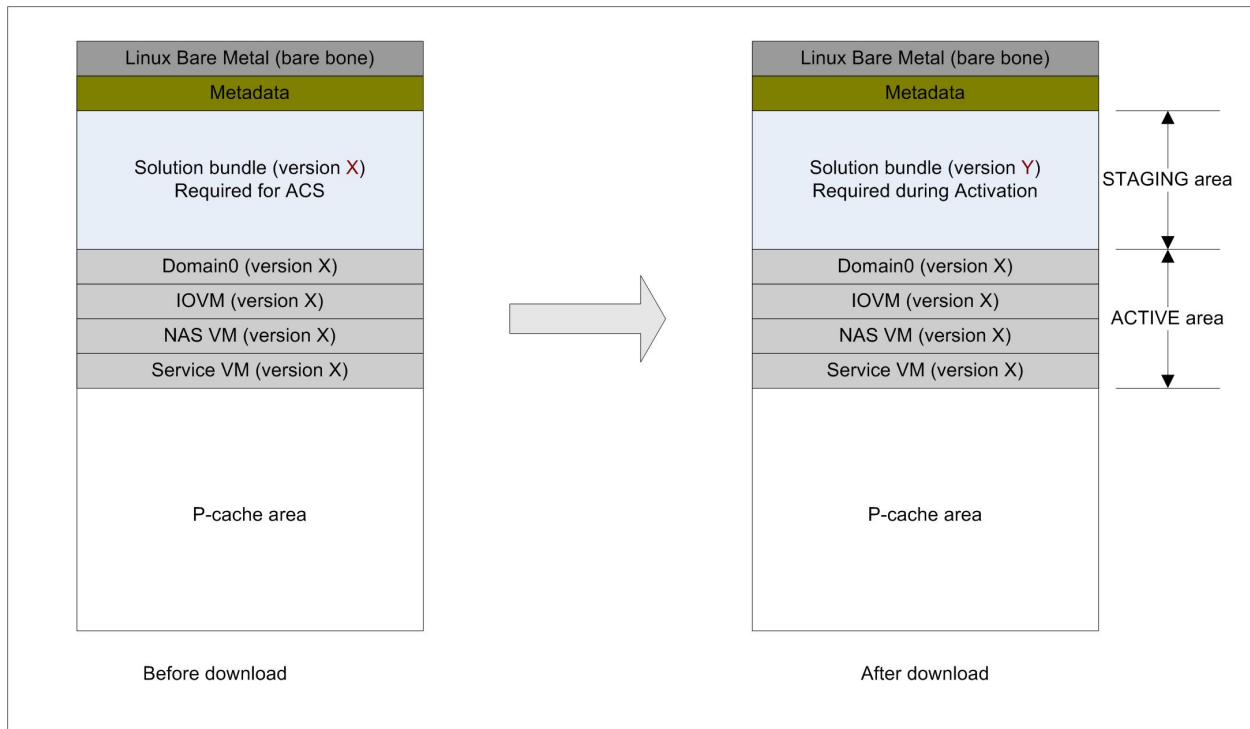 Linux Bare Metal (bare bone)
Metadata
Solution bundle (version X)
Required for ACS
Domain0 (version X)
IOVM (version X)
NAS VM (version X)
Service VM (version X)
P-cache area
Before download
Linux Bare Metal (bare bone)
Metadata
Solution bundle (version Y)
Required during Activation
Domain0 (version X)
IOVM (version X)
NAS VM (version X)
Service VM (version X)
P-cache area
After download
STAGING area
ACTIVE area